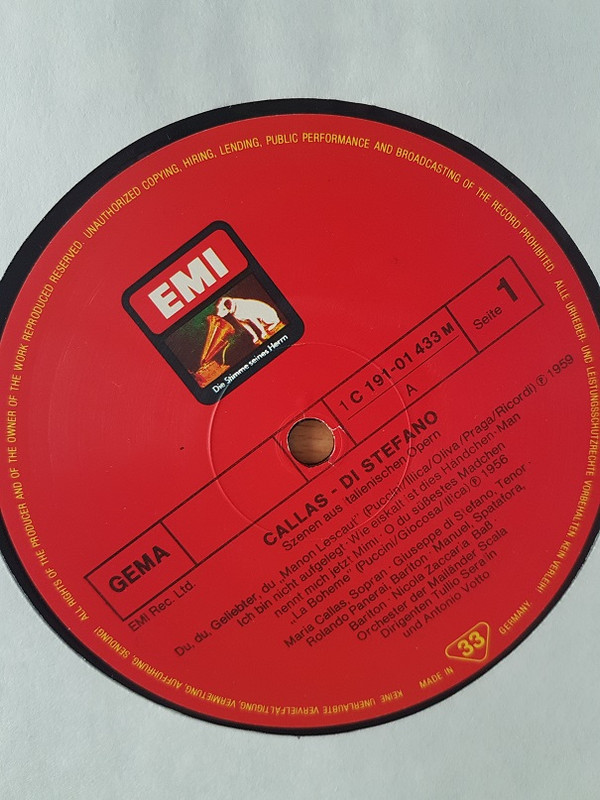 ALL RIGHTS OF THE PRODUCER AND OF THE OWNER OF THE WORK REPRODUCED RESERVED. UNAUTHORIZED COPYING, HIRING, LENDING, PUBLIC PERFORMANCE AND BROADCASTING OF THE RECORD PROHIBITED. ALLE URHEBER- UND LEISTUNGSSCHUTZRECHTE VORBEHALTEN. KEIN VERLEIH! KEINE UNERLAUBTE VERVIELFÄLTIGUNG, VERMIETUNG, AUFFÜHRUNG, SENDUNG!
EMI
Die Stimme seines Herrn
GEMA
1 C 191-01 433 M
A
Seite 1
EMI Rec. Ltd.
CALLAS - DI STEFANO
Szenen aus italienischen Opern
Du, du, Geliebter, du „Manon Lescaut" (Puccini/Illica/Oliva/Praga/Ricordi) ℗ 1959
Ich bin nicht aufgelegt · Wie eiskalt ist dies Händchen · Man
nennt mich jetzt Mimi · O du süßestes Mädchen
„La Boheme" (Puccini/Giocosa/Illica) ℗ 1956
Maria Callas, Sopran · Giuseppe di Stefano, Tenor ·
Rolando Panerai, Bariton · Manuel Spatafora,
Bariton · Nicola Zaccaria, Baß ·
Orchester der Mailänder Scala
Dirigenten Tullio Serafin
und Antonio Votto
MADE IN 33 GERMANY